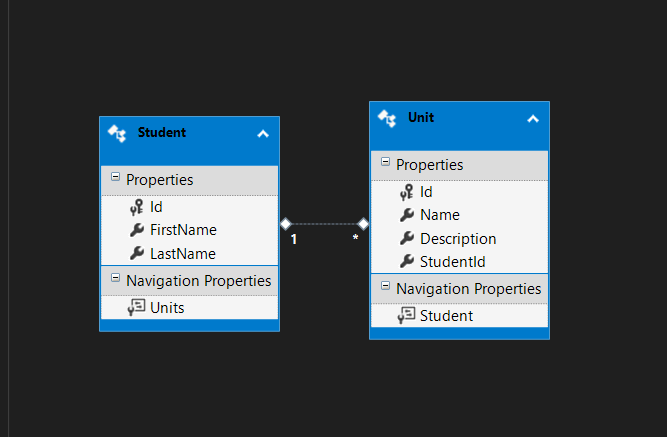 Student
Properties
Id
FirstName
LastName
Navigation Properties
Units
1
*
Unit
Properties
Id
Name
Description
StudentId
Navigation Properties
Student